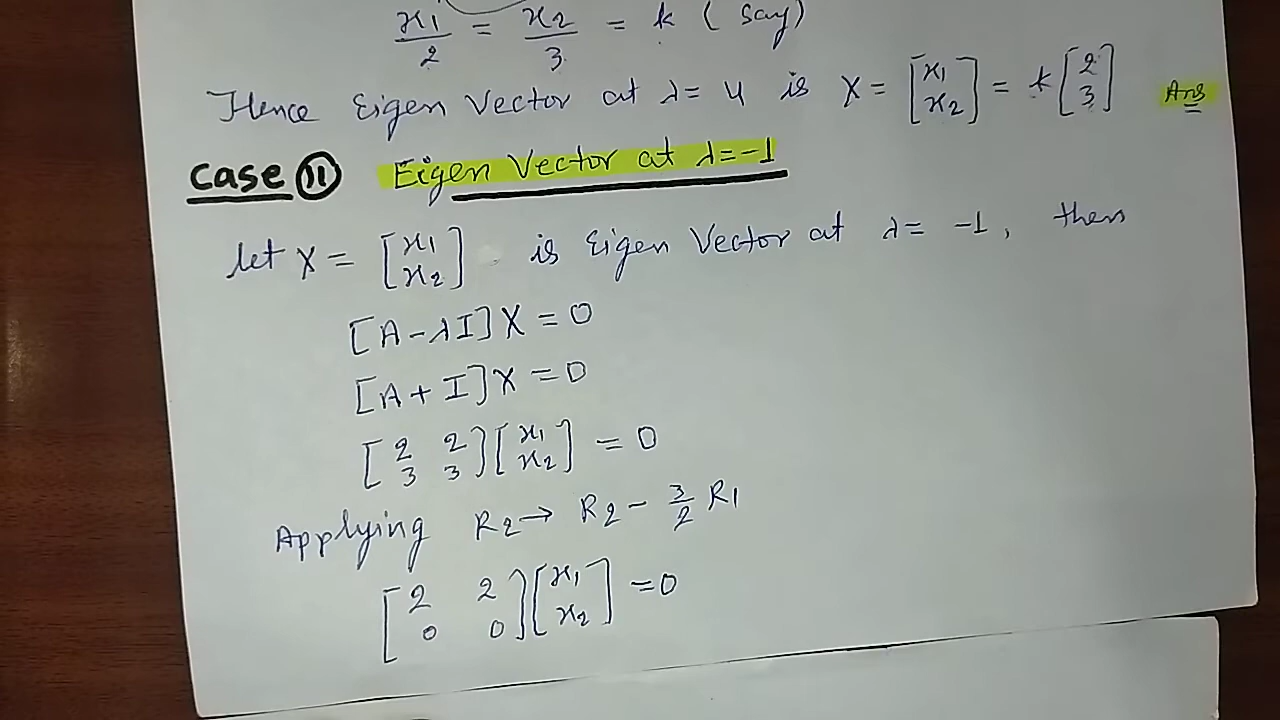 x1/2 = x2/3 = k ( say)
Hence Eigen Vector at λ= 4 is X = [x1 x2] = k [2 3] Ans
Case II Eigen Vector at λ=-1
let X = [x1 x2] is Eigen Vector at λ= -1, then
[A-λI] X = 0
[A+I] X = 0
[2 2 3 3] [x1 x2] = 0
Applying R2→ R2 - 3/2 R1
[2 2 0 0] [x1 x2] = 0